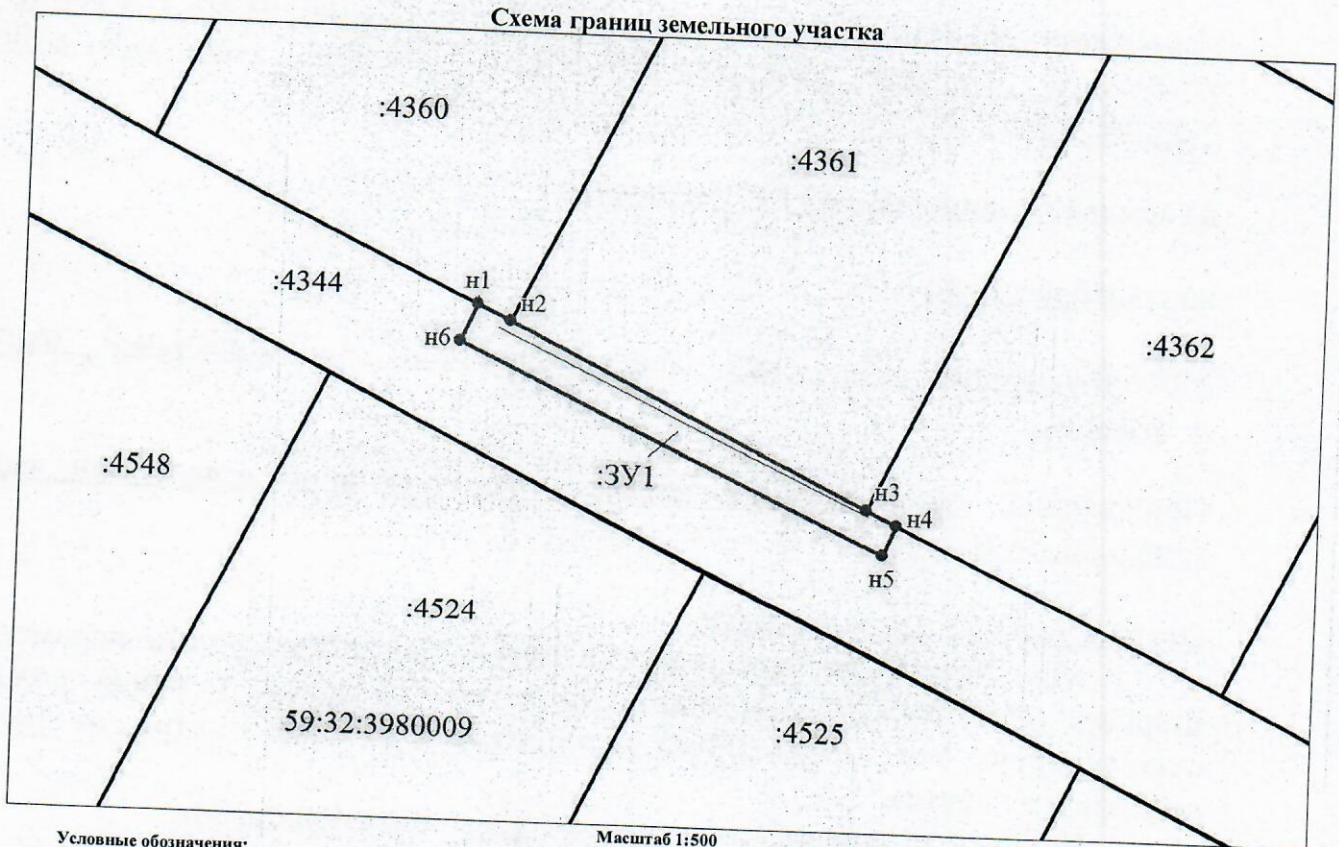 Схема границ земельного участка
:4360
:4361
:4344
н1
н2
н6
:4362
:4548
:ЗУ1
н3
н4
н5
:4524
59:32:3980009
:4525
Условные обозначения:
Масштаб 1:500